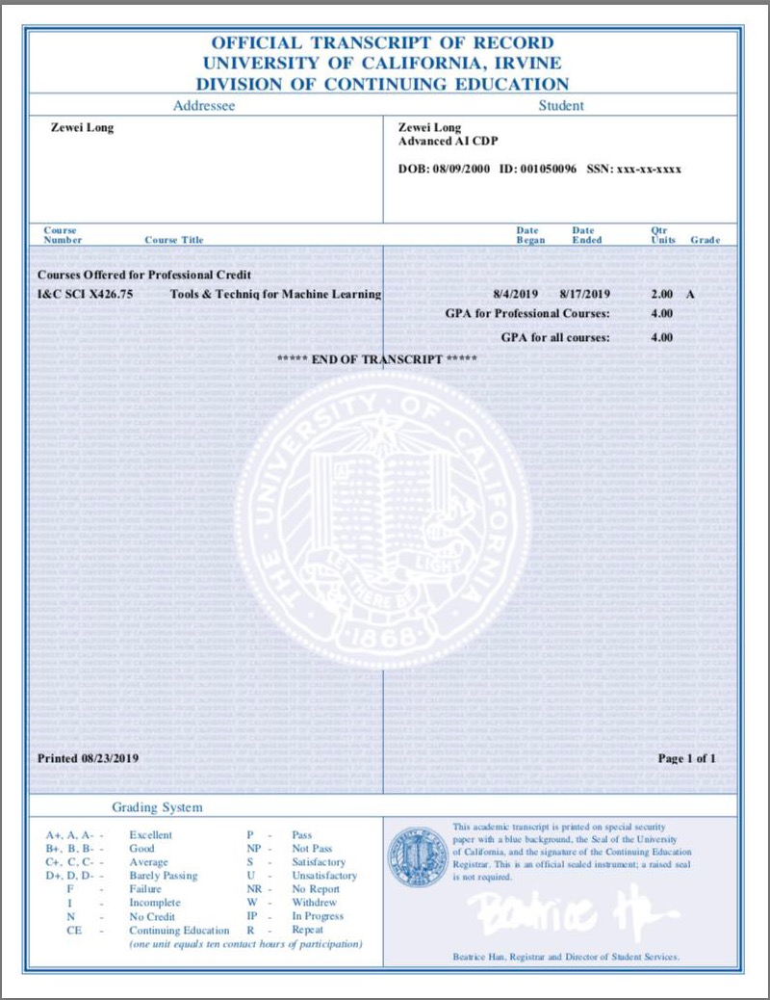 OFFICIAL TRANSCRIPT OF RECORD
UNIVERSITY OF CALIFORNIA, IRVINE
DIVISION OF CONTINUING EDUCATION
Addressee Student
Zewei Long Zewei Long
Advanced AI CDP
DOB: 08/09/2000 ID: 001050096 SSN: xxx-xx-xxxx
Course Number Course Title Date Began Date Ended Qtr Units Grade
Courses Offered for Professional Credit
I&C SCI X426.75 Tools & Techniq for Machine Learning 8/4/2019 8/17/2019 2.00 A
GPA for Professional Courses: 4.00
GPA for all courses: 4.00
***** END OF TRANSCRIPT *****
THE UNIVERSITY OF CALIFORNIA
LET THERE BE LIGHT
·1868·
Printed 08/23/2019 Page 1 of 1
Grading System
A+, A, A- - Excellent P - Pass
B+, B, B- - Good NP - Not Pass
C+, C, C- - Average S - Satisfactory
D+, D, D- - Barely Passing U - Unsatisfactory
F - Failure NR - No Report
I - Incomplete W - Withdrew
N - No Credit IP - In Progress
CE - Continuing Education R - Repeat
(one unit equals ten contact hours of participation)
This academic transcript is printed on special security
paper with a blue background, the Seal of the University
of California, and the signature of the Continuing Education
Registrar. This is an official sealed instrument; a raised seal
is not required.
Beatrice Han, Registrar and Director of Student Services.